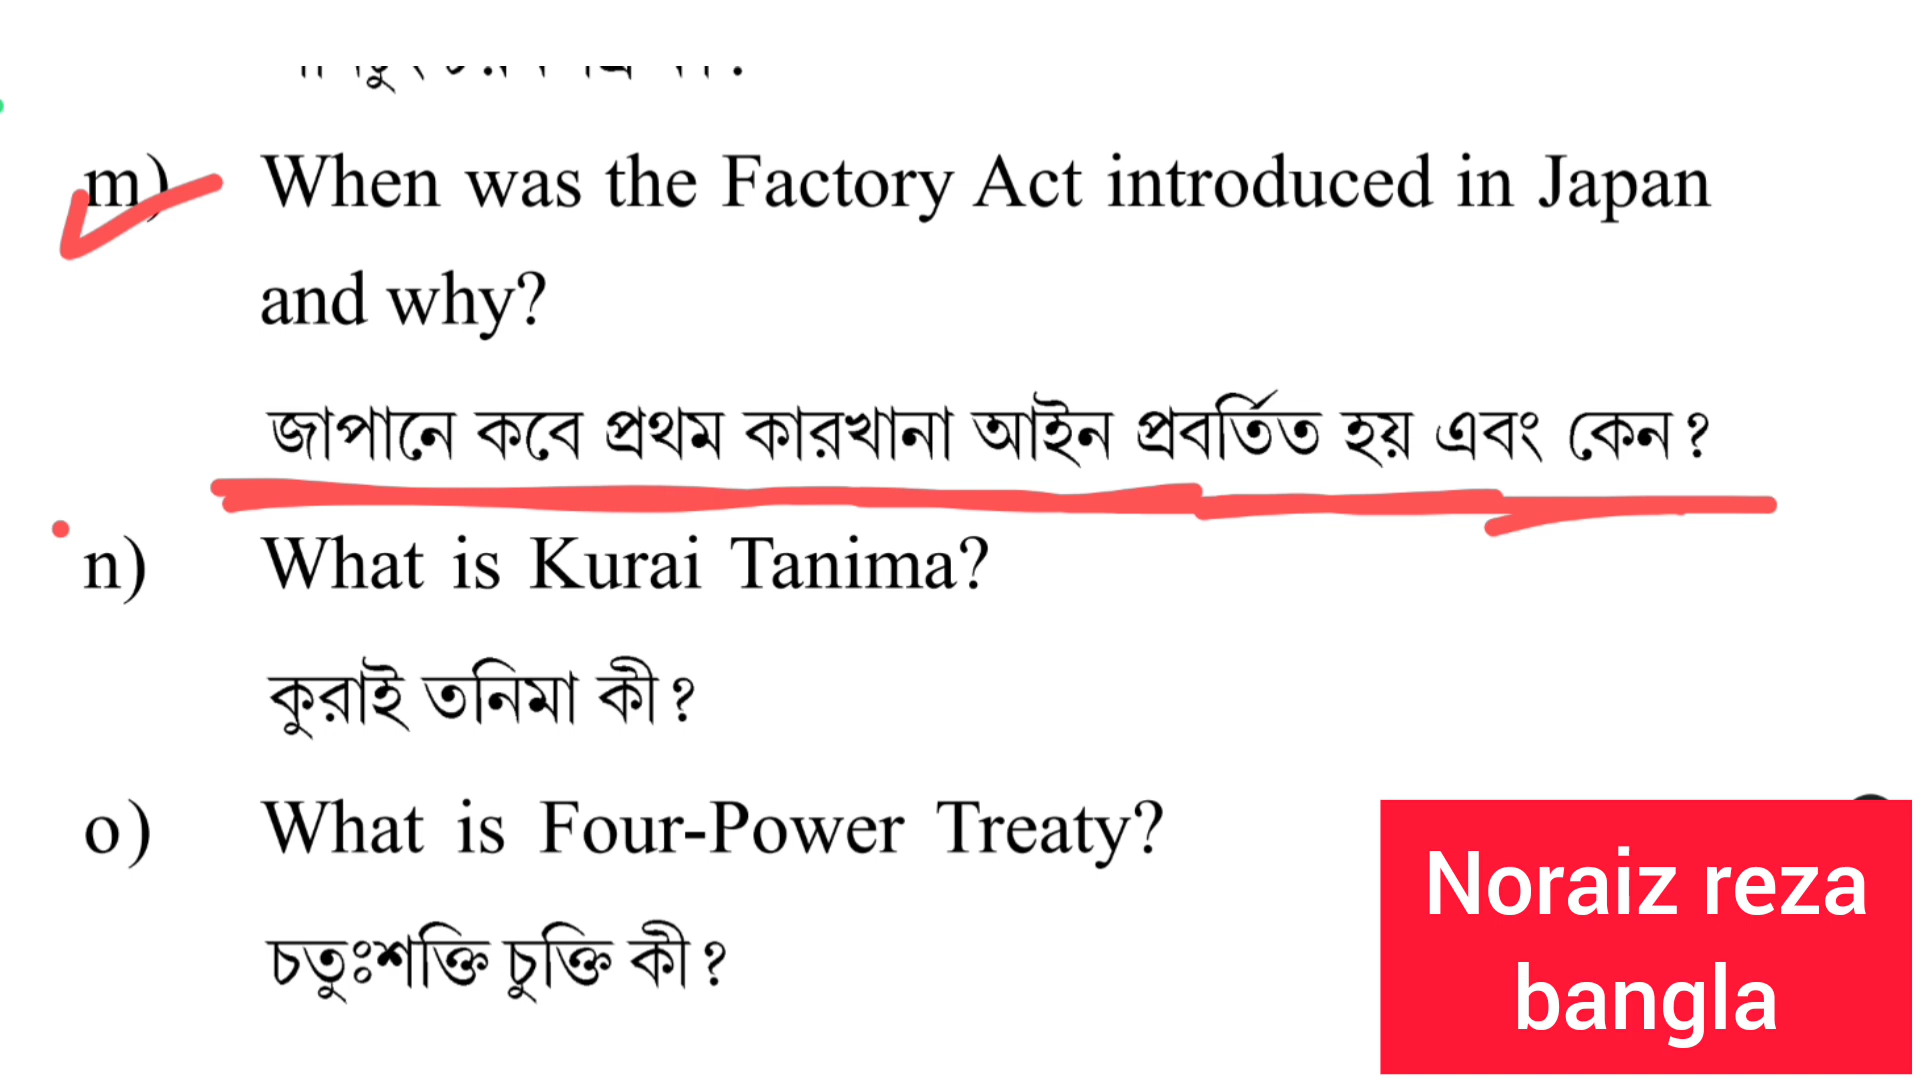 m) When was the Factory Act introduced in Japan
and why?
জাপানে কবে প্রথম কারখানা আইন প্রবর্তিত হয় এবং কেন?
n) What is Kurai Tanima?
কুরাই তনিমা কী?
o) What is Four-Power Treaty?
চতুঃশক্তি চুক্তি কী?
Noraiz reza
bangla